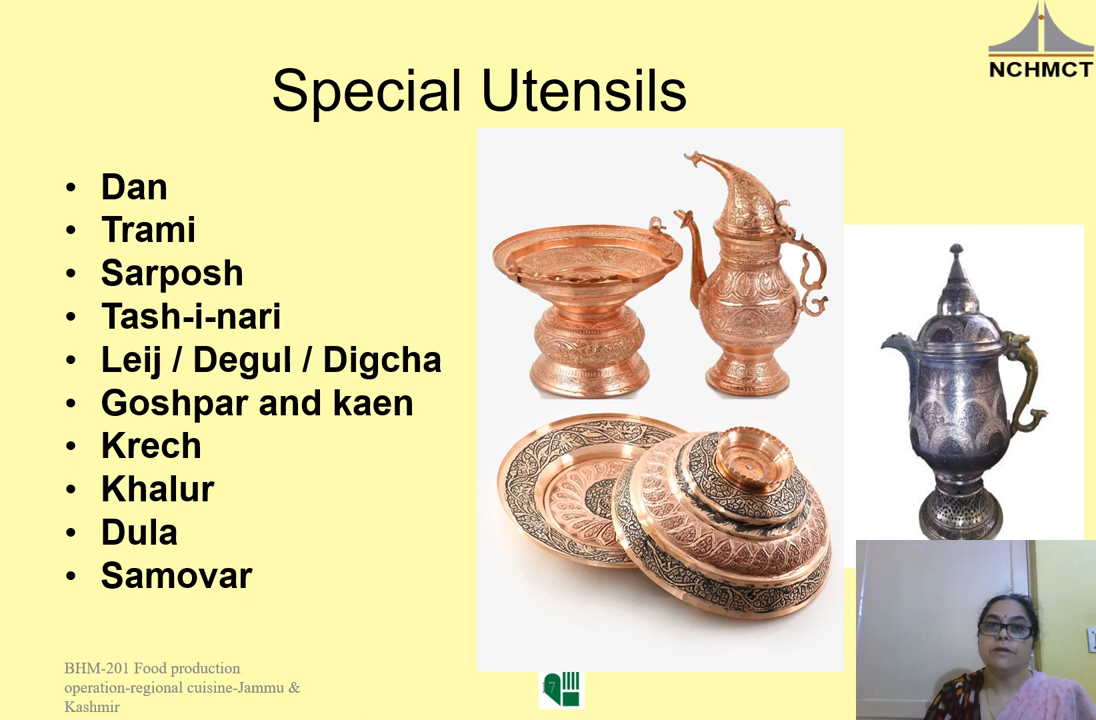 NCHMCT
Special Utensils
• Dan
• Trami
• Sarposh
• Tash-i-nari
• Leij / Degul / Digcha
• Goshpar and kaen
• Krech
• Khalur
• Dula
• Samovar
BHM-201 Food production
operation-regional cuisine-Jammu &
Kashmir
17